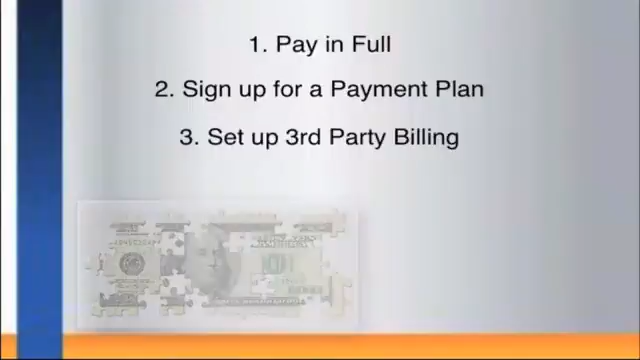 1. Pay in Full
2. Sign up for a Payment Plan
3. Set up 3rd Party Billing